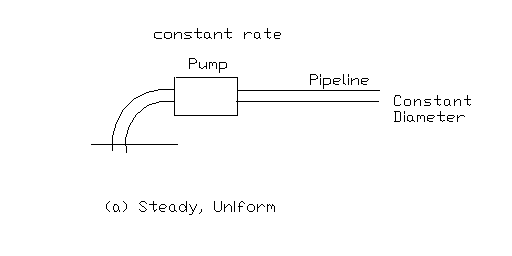 constant rate
Pump
Pipeline
Constant
Diameter
(a) Steady, Uniform